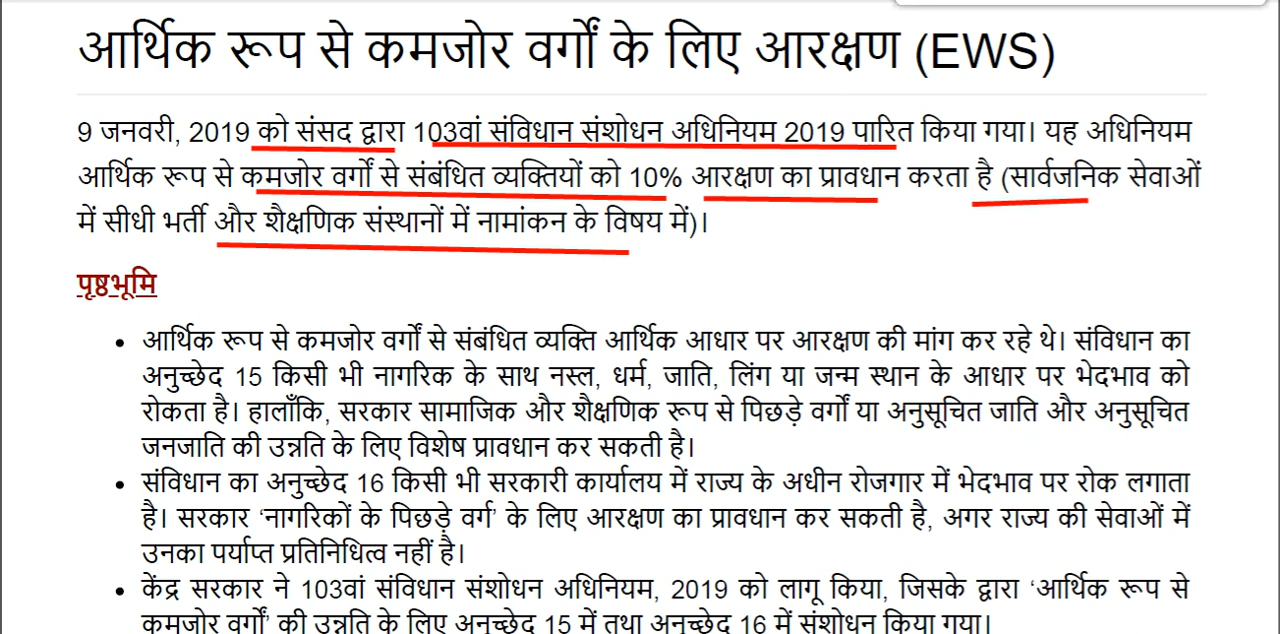 आर्थिक रूप से कमजोर वर्गों के लिए आरक्षण (EWS)
9 जनवरी, 2019 को संसद द्वारा 103वां संविधान संशोधन अधिनियम 2019 पारित किया गया। यह अधिनियम
आर्थिक रूप से कमजोर वर्गों से संबंधित व्यक्तियों को 10% आरक्षण का प्रावधान करता है (सार्वजनिक सेवाओं
में सीधी भर्ती और शैक्षणिक संस्थानों में नामांकन के विषय में)।
पृष्ठभूमि
• आर्थिक रूप से कमजोर वर्गों से संबंधित व्यक्ति आर्थिक आधार पर आरक्षण की मांग कर रहे थे। संविधान का
अनुच्छेद 15 किसी भी नागरिक के साथ नस्ल, धर्म, जाति, लिंग या जन्म स्थान के आधार पर भेदभाव को
रोकता है। हालाँकि, सरकार सामाजिक और शैक्षणिक रूप से पिछड़े वर्गों या अनुसूचित जाति और अनुसूचित
जनजाति की उन्नति के लिए विशेष प्रावधान कर सकती है।
• संविधान का अनुच्छेद 16 किसी भी सरकारी कार्यालय में राज्य के अधीन रोजगार में भेदभाव पर रोक लगाता
है। सरकार ‘नागरिकों के पिछड़े वर्ग’ के लिए आरक्षण का प्रावधान कर सकती है, अगर राज्य की सेवाओं में
उनका पर्याप्त प्रतिनिधित्व नहीं है।
• केंद्र सरकार ने 103वां संविधान संशोधन अधिनियम, 2019 को लागू किया, जिसके द्वारा ‘आर्थिक रूप से
कमजोर वर्गों’ की उन्नति के लिए अनुच्छेद 15 में तथा अनुच्छेद 16 में संशोधन किया गया।